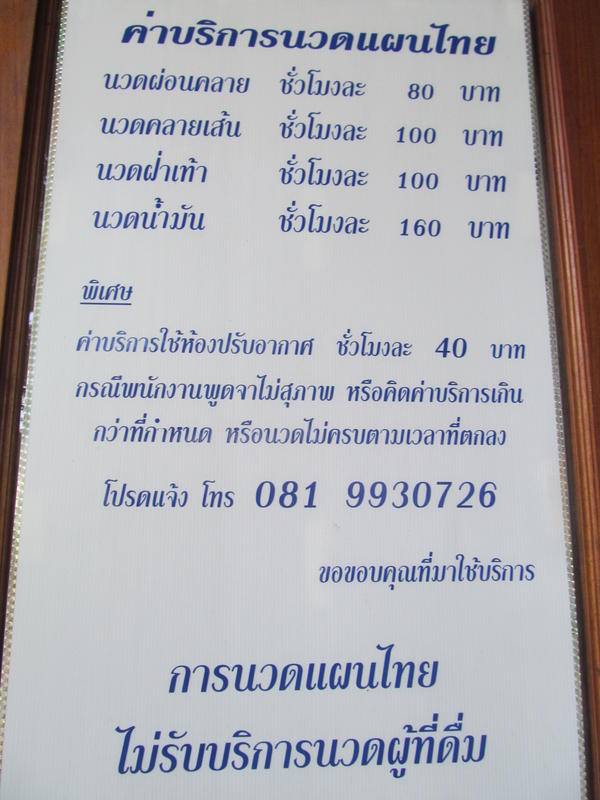 ค่าบริการนวดแผนไทย
นวดผ่อนคลาย ชั่วโมงละ 80 บาท
นวดคลายเส้น ชั่วโมงละ 100 บาท
นวดฝ่าเท้า ชั่วโมงละ 100 บาท
นวดน้ำมัน ชั่วโมงละ 160 บาท
พิเศษ
ค่าบริการใช้ห้องปรับอากาศ ชั่วโมงละ 40 บาท
กรณีพนักงานพูดจาไม่สุภาพ หรือคิดค่าบริการเกิน
กว่าที่กำหนด หรือนวดไม่ครบตามเวลาที่ตกลง
โปรดแจ้ง โทร 081 9930726
ขอขอบคุณที่มาใช้บริการ
การนวดแผนไทย
ไม่รับบริการนวดผู้ที่ดื่ม